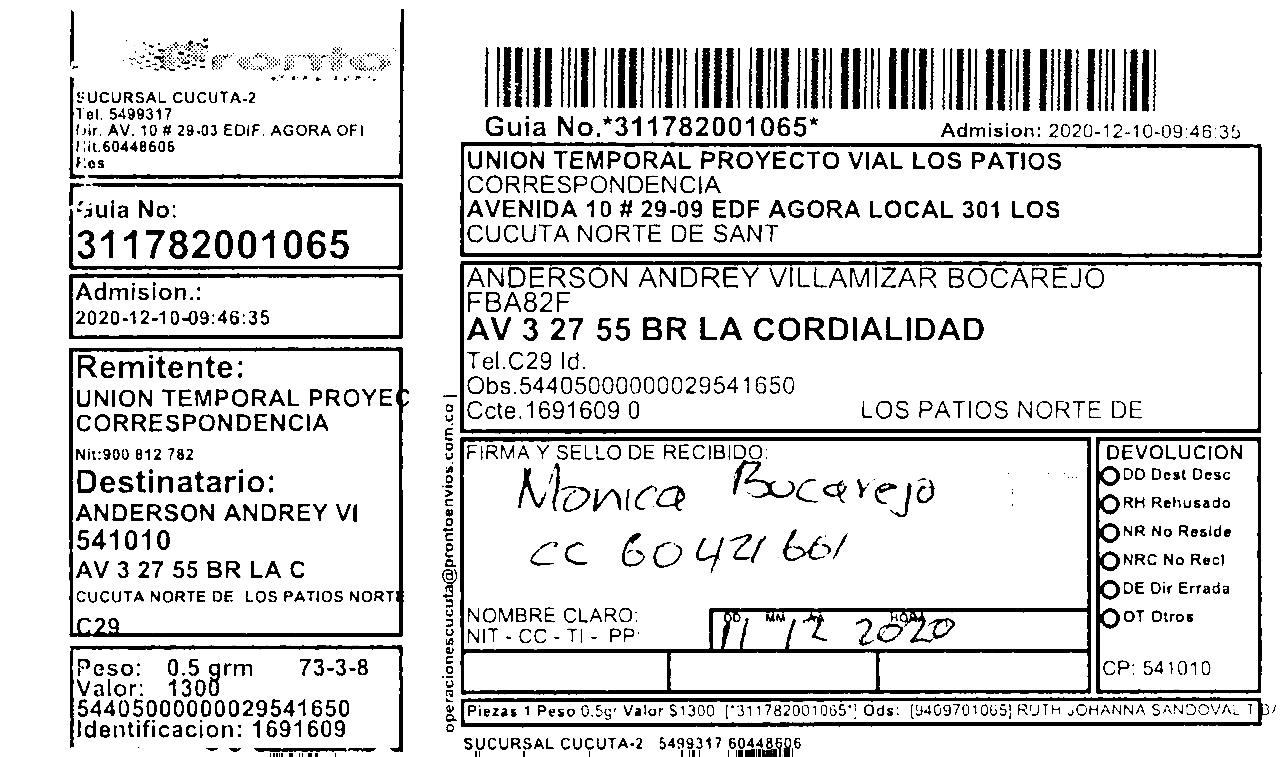 Pronto
SUCURSAL CUCUTA-2
Tel. 5499317
Dir. AV. 10 # 29-03 EDIF. AGORA OFI
Nit.60448606
Res
Guia No:
311782001065
Admision.:
2020-12-10-09:46:35
Remitente:
UNION TEMPORAL PROYEC
CORRESPONDENCIA
Nit:900 812 782
Destinatario:
ANDERSON ANDREY VI
541010
AV 3 27 55 BR LA C
CUCUTA NORTE DE LOS PATIOS NORTE
C29
Peso: 0.5 grm 73-3-8
Valor: 1300
54405000000029541650
Identificacion: 1691609
operacionescucuta@prontoenvios.com.co |
Guia No.*311782001065*
Admision: 2020-12-10-09:46:35
UNION TEMPORAL PROYECTO VIAL LOS PATIOS
CORRESPONDENCIA
AVENIDA 10 # 29-09 EDF AGORA LOCAL 301 LOS
CUCUTA NORTE DE SANT
ANDERSON ANDREY VILLAMIZAR BOCAREJO
FBA82F
AV 3 27 55 BR LA CORDIALIDAD
Tel.C29 Id.
Obs.54405000000029541650
Ccte.1691609 0 LOS PATIOS NORTE DE
FIRMA Y SELLO DE RECIBIDO:
Monica Bocarejo
CC 60421661
NOMBRE CLARO:
NIT - CC - TI - PP:
DD MM AA HORA
11 12 2020
DEVOLUCION
DD Dest Desc
RH Rehusado
NR No Reside
NRC No Recl
DE Dir Errada
OT Otros
CP: 541010
Piezas 1 Peso 0.5gr Valor $1300 [*311782001065*] Ods: [9409701065] RUTH JOHANNA SANDOVAL
SUCURSAL CUCUTA-2 5499317 60448606